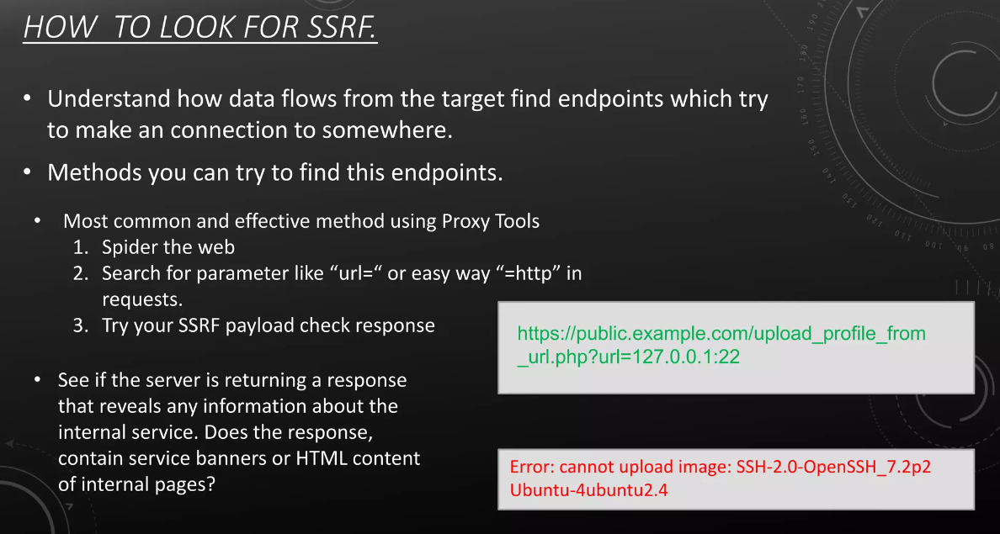 HOW TO LOOK FOR SSRF.
• Understand how data flows from the target find endpoints which try
to make an connection to somewhere.
• Methods you can try to find this endpoints.
• Most common and effective method using Proxy Tools
1. Spider the web
2. Search for parameter like “url=“ or easy way “=http” in
requests.
3. Try your SSRF payload check response
https://public.example.com/upload_profile_from
_url.php?url=127.0.0.1:22
• See if the server is returning a response
that reveals any information about the
internal service. Does the response,
contain service banners or HTML content
of internal pages?
Error: cannot upload image: SSH-2.0-OpenSSH_7.2p2
Ubuntu-4ubuntu2.4